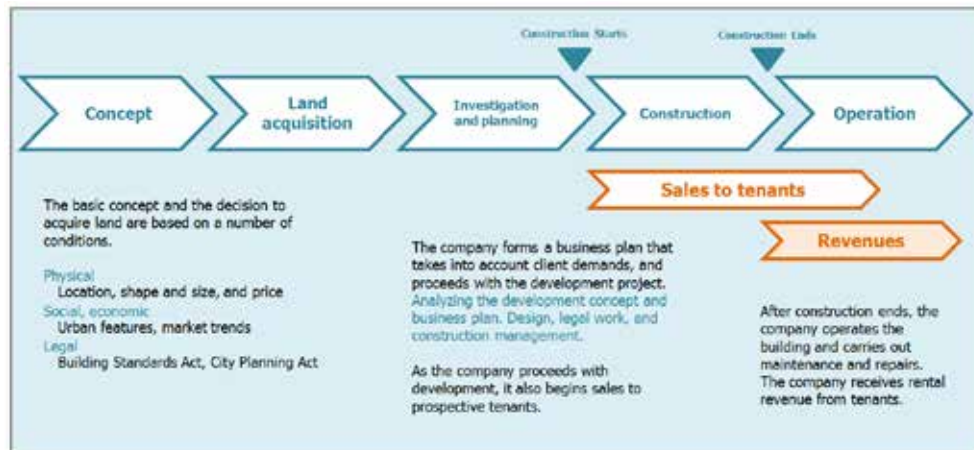 Construction Starts
Construction Ends
Concept
Land
acquisition
Investigation
and planning
Construction
Operation
Sales to tenants
Revenues
The basic concept and the decision to
acquire land are based on a number of
conditions.
Physical
Location, shape and size, and price
Social, economic
Urban features, market trends
Legal
Building Standards Act, City Planning Act
The company forms a business plan that
takes into account client demands, and
proceeds with the development project.
Analyzing the development concept and
business plan. Design, legal work, and
construction management.
As the company proceeds with
development, it also begins sales to
prospective tenants.
After construction ends, the
company operates the
building and carries out
maintenance and repairs.
The company receives rental
revenue from tenants.